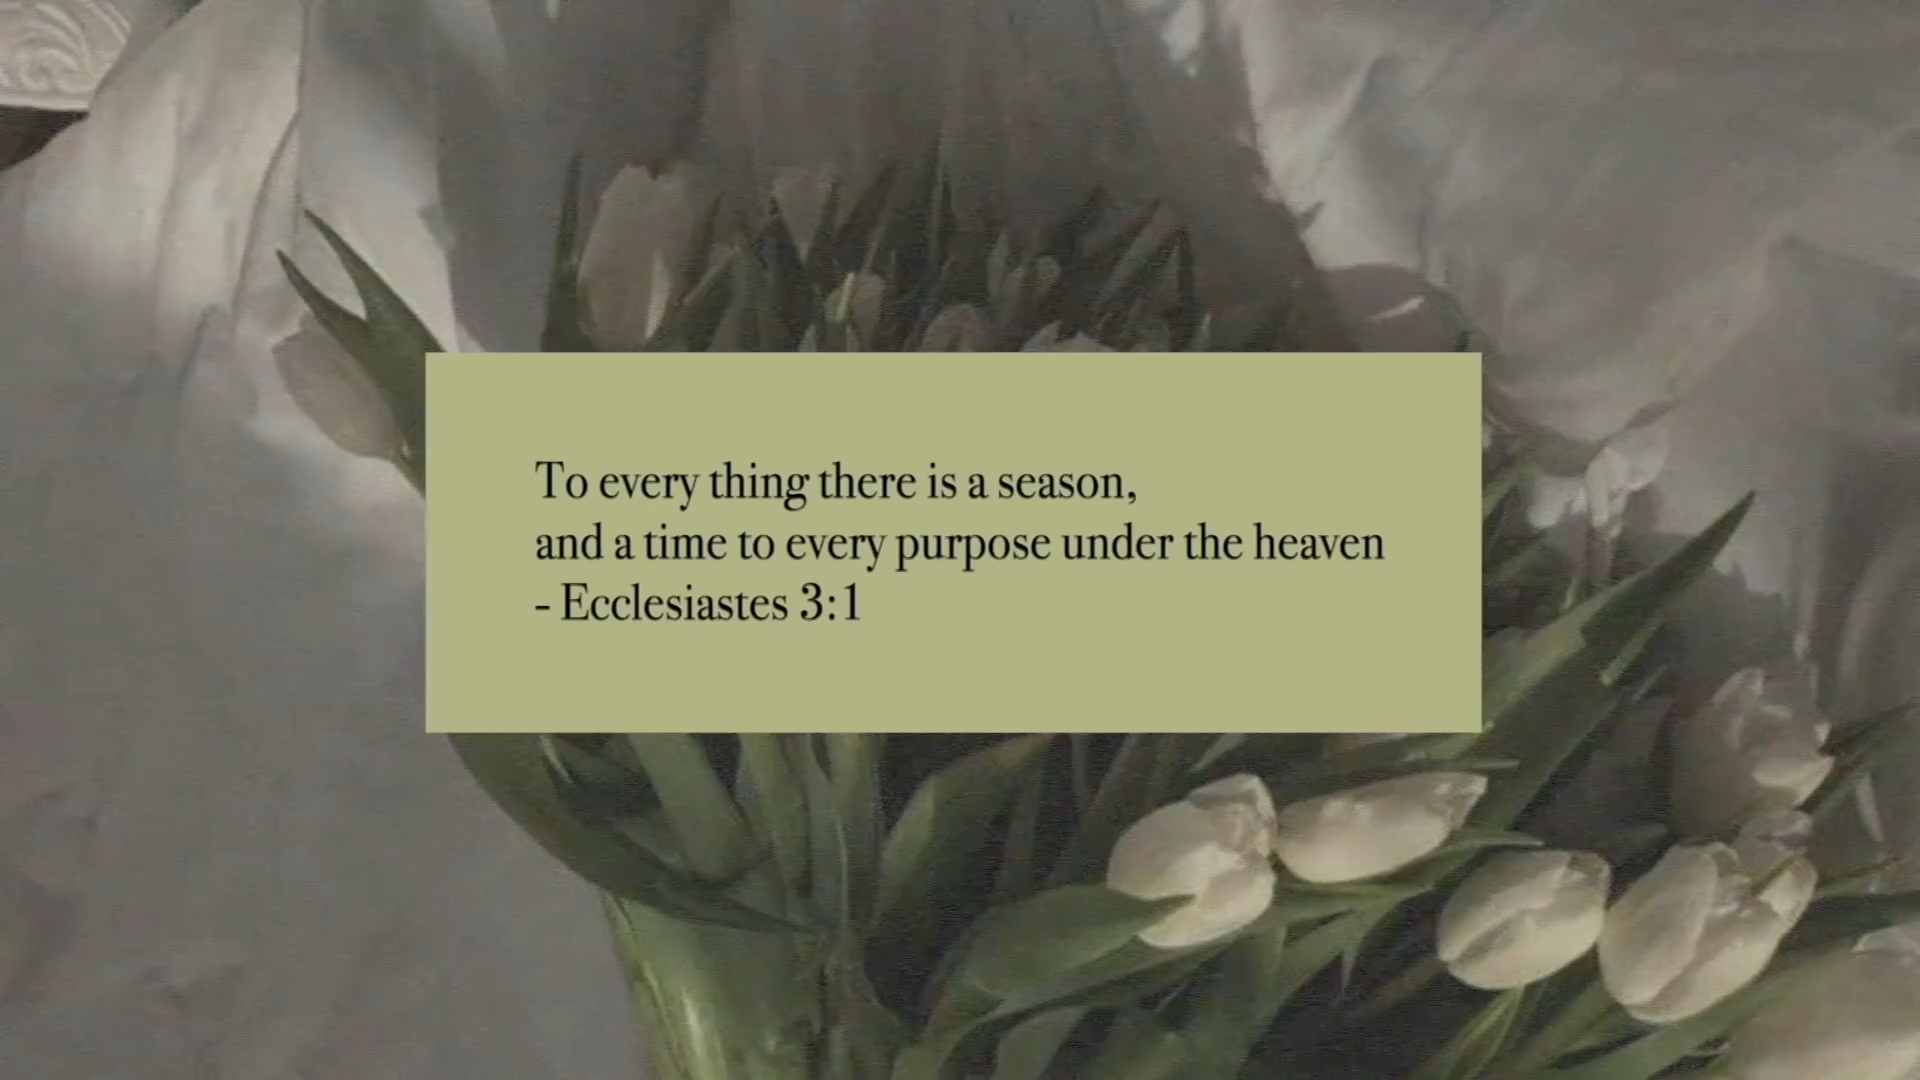 To every thing there is a season,
and a time to every purpose under the heaven
- Ecclesiastes 3:1